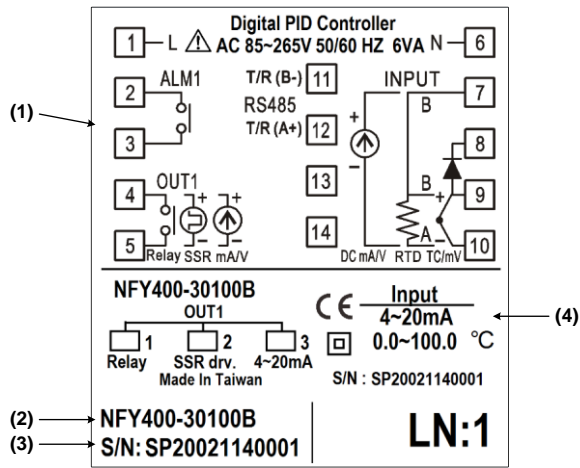 Digital PID Controller
1 L ⚠ AC 85~265V 50/60 HZ 6VA N 6
2 ALM1 T/R (B-) 11 INPUT 7
RS485 B
(1)
3 T/R (A+) 12 + 8
−
4 OUT1 13 B + 9
+ +
14
− − A −
5 Relay SSR mA/V DC mA/V RTD TC/mV 10
NFY400-30100B
OUT1
1 2 3
Relay SSR drv. 4~20mA
Made In Taiwan
CE Input
4~20mA
(4)
0.0~100.0 °C
S/N : SP20021140001
(2) NFY400-30100B
(3) S/N: SP20021140001
LN:1